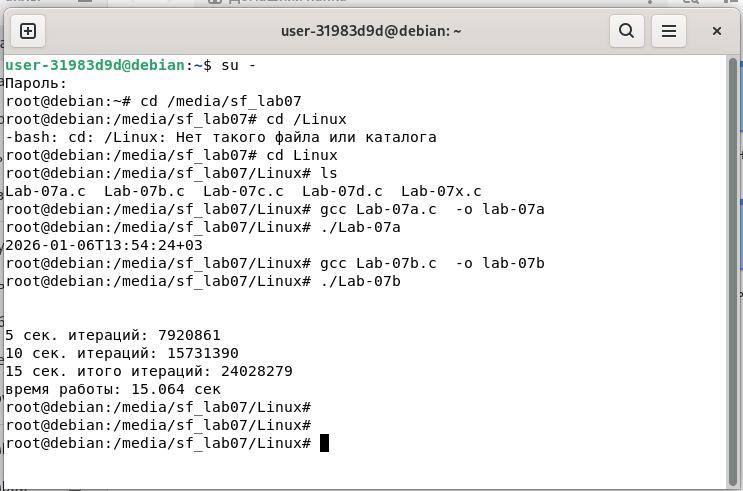 Домашняя папка
user-31983d9d@debian: ~
user-31983d9d@debian:~$ su -
Пароль:
root@debian:~# cd /media/sf_lab07
root@debian:/media/sf_lab07# cd /Linux
-bash: cd: /Linux: Нет такого файла или каталога
root@debian:/media/sf_lab07# cd Linux
root@debian:/media/sf_lab07/Linux# ls
Lab-07a.c  Lab-07b.c  Lab-07c.c  Lab-07d.c  Lab-07x.c
root@debian:/media/sf_lab07/Linux# gcc Lab-07a.c  -o lab-07a
root@debian:/media/sf_lab07/Linux# ./Lab-07a
2026-01-06T13:54:24+03
root@debian:/media/sf_lab07/Linux# gcc Lab-07b.c  -o lab-07b
root@debian:/media/sf_lab07/Linux# ./Lab-07b
5 сек. итераций: 7920861
10 сек. итераций: 15731390
15 сек. итого итераций: 24028279
время работы: 15.064 сек
root@debian:/media/sf_lab07/Linux#
root@debian:/media/sf_lab07/Linux#
root@debian:/media/sf_lab07/Linux#